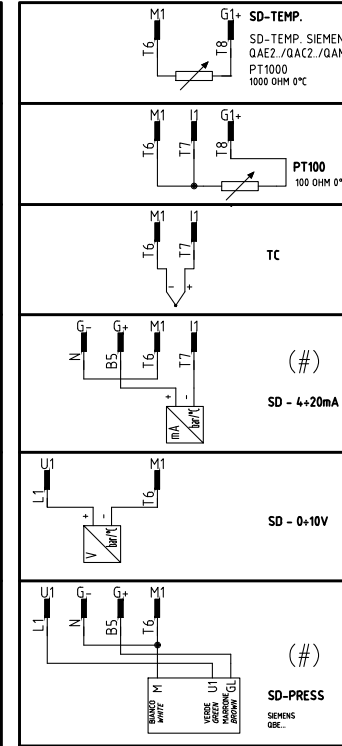 M1 G1+ SD-TEMP.
T6 T8 SD-TEMP. SIEMEN
QAE2../QAC2../QAM
PT1000
1000 OHM 0°C
M1 I1 G1+
T6 T7 T8
PT100
100 OHM 0°
M1 I1
T6 T7
TC
- +
G- G+ M1 I1
N B5 T6 T7
(#)
+ -
mA bar/°C
SD - 4÷20mA
U1 M1
L1 T6
+ -
V bar/°C
SD - 0÷10V
U1 G- G+ M1
L1 N B5 T6
(#)
M U1 GL
BIANCO
WHITE
VERDE
GREEN
MARRONE
BROWN
SD-PRESS
SIEMENS
QBE...